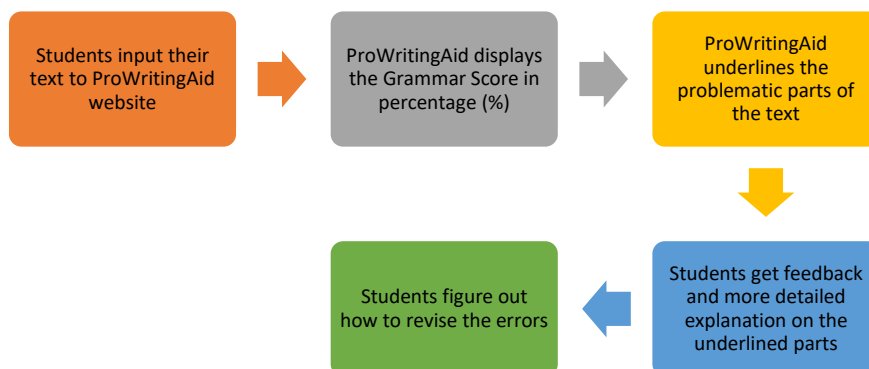 Students input their
text to ProWritingAid
website
ProWritingAid displays
the Grammar Score in
percentage (%)
ProWritingAid
underlines the
problematic parts of
the text
Students get feedback
and more detailed
explanation on the
underlined parts
Students figure out
how to revise the errors